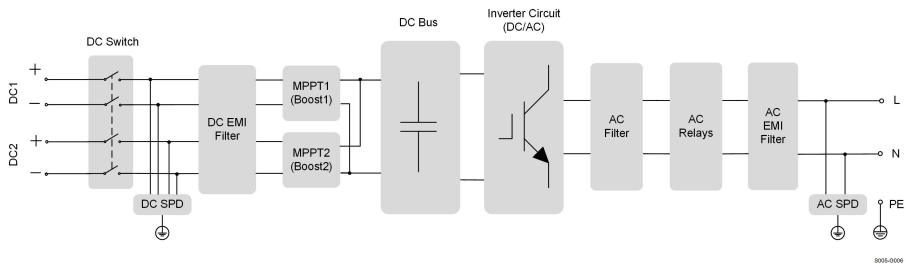 Inverter Circuit
(DC/AC)
DC Bus
DC Switch
DC1
+
−
DC2
+
−
DC EMI
Filter
MPPT1
(Boost1)
MPPT2
(Boost2)
AC
Filter
AC
Relays
AC
EMI
Filter
L
N
DC SPD
AC SPD
PE
S005-G006